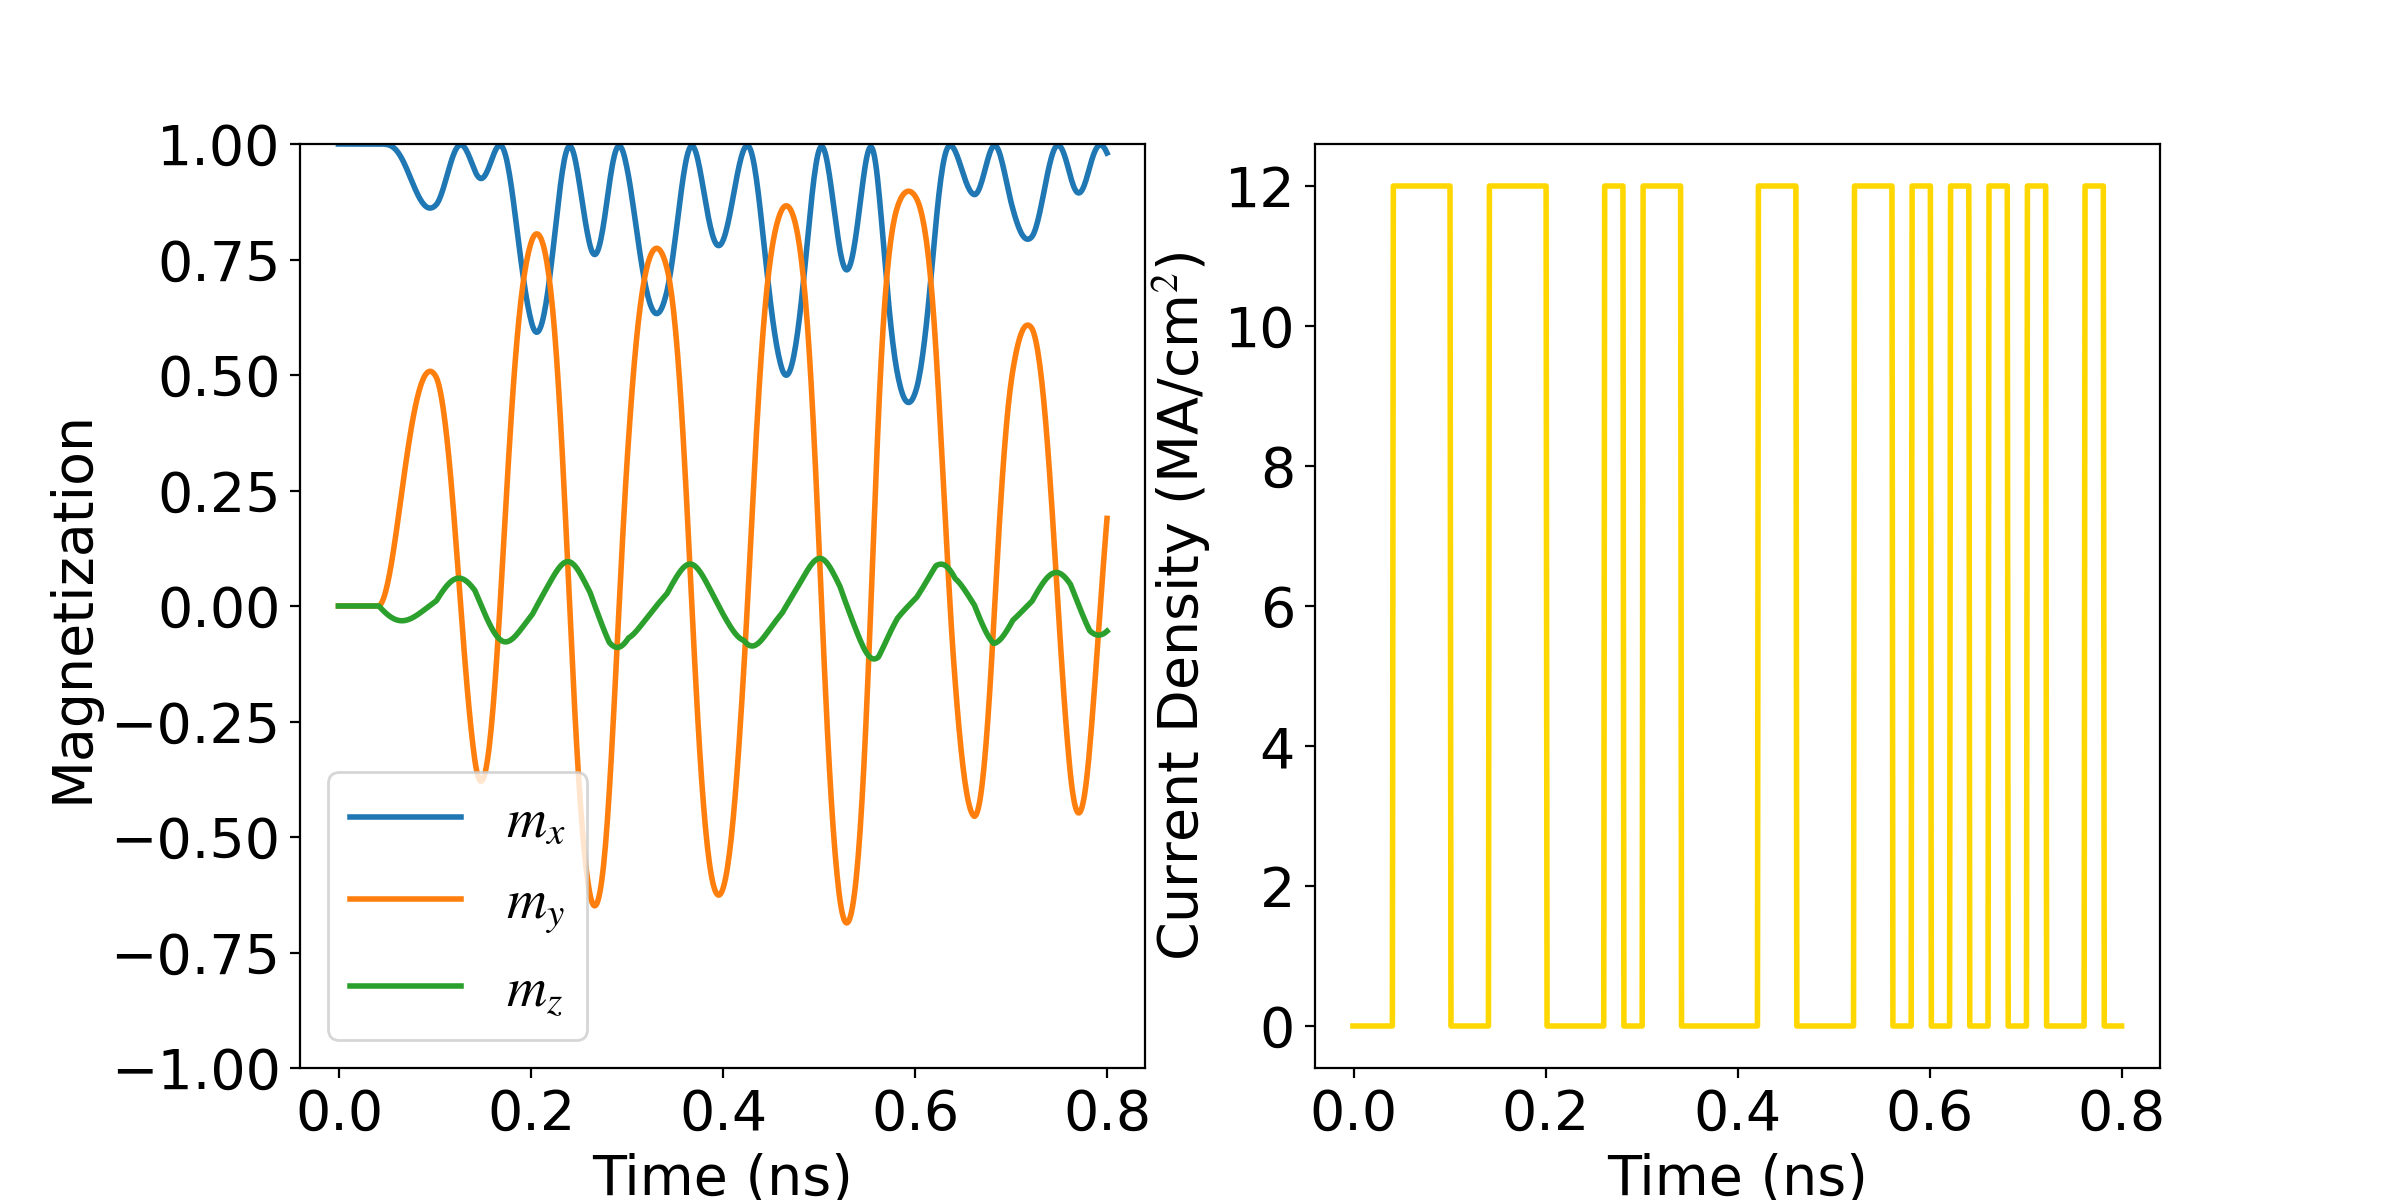 1.00
0.75
0.50
0.25
0.00
−0.25
−0.50
−0.75
−1.00
Magnetization
m_x
m_y
m_z
0.0 0.2 0.4 0.6 0.8
Time (ns)
12
10
8
6
4
2
0
Current Density (MA/cm²)
0.0 0.2 0.4 0.6 0.8
Time (ns)